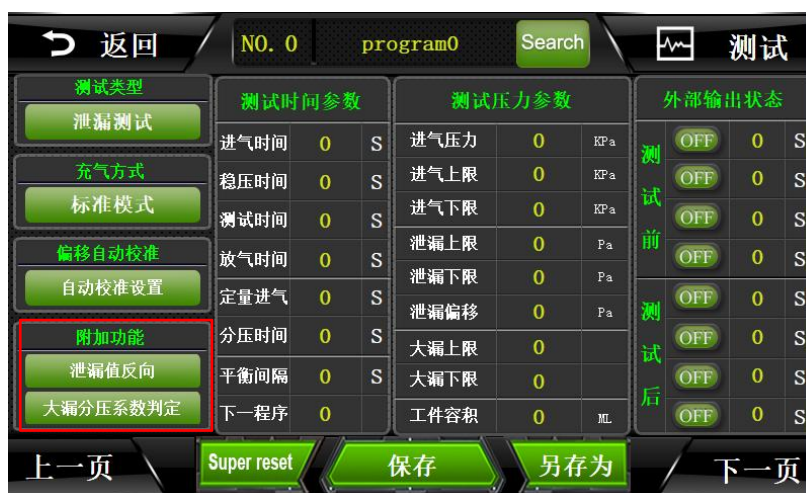 返回
NO. 0
program0
Search
测试
测试类型
泄漏测试
充气方式
标准模式
偏移自动校准
自动校准设置
附加功能
泄漏值反向
大漏分压系数判定
测试时间参数
进气时间 0 S
稳压时间 0 S
测试时间 0 S
放气时间 0 S
定量进气 0 S
分压时间 0 S
平衡间隔 0 S
下一程序 0
测试压力参数
进气压力 0 KPa
进气上限 0 KPa
进气下限 0 KPa
泄漏上限 0 Pa
泄漏下限 0 Pa
泄漏偏移 0 Pa
大漏上限 0
大漏下限 0
工件容积 0 ML
外部输出状态
测试前
OFF 0 S
OFF 0 S
OFF 0 S
OFF 0 S
测试后
OFF 0 S
OFF 0 S
OFF 0 S
OFF 0 S
上一页
Super reset
保存
另存为
下一页